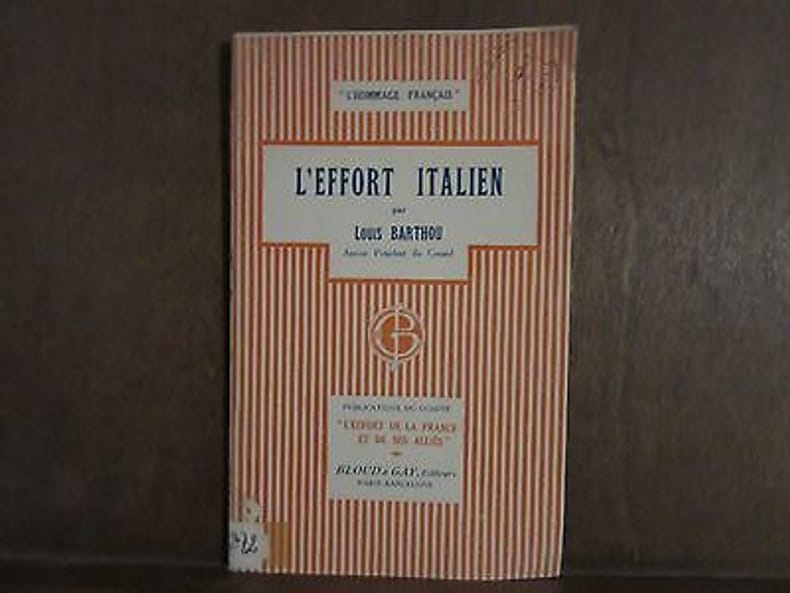 "L'HOMMAGE FRANÇAIS"
L'EFFORT ITALIEN
par
LOUIS BARTHOU
Ancien Président du Conseil
PUBLICATIONS DU COMITÉ
"L'EFFORT DE LA FRANCE
ET DE SES ALLIÉS"
BLOUD & GAY, Editeurs
PARIS-BARCELONE